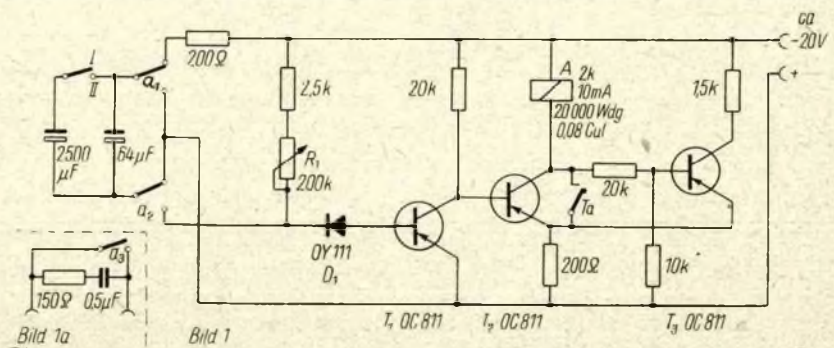 I
II
a₁
200Ω
2500
µF
64µF
a₂
2,5k
R₁
200k
OY111
D₁
20k
A 2k
10mA
20000 Wdg
0,08 CuL
20k
Ta
200Ω
10k
1,5k
ca
-20V
+
T₁ OC811
T₂ OC811
T₃ OC811
a₃
150Ω
0,5µF
Bild 1a
Bild 1